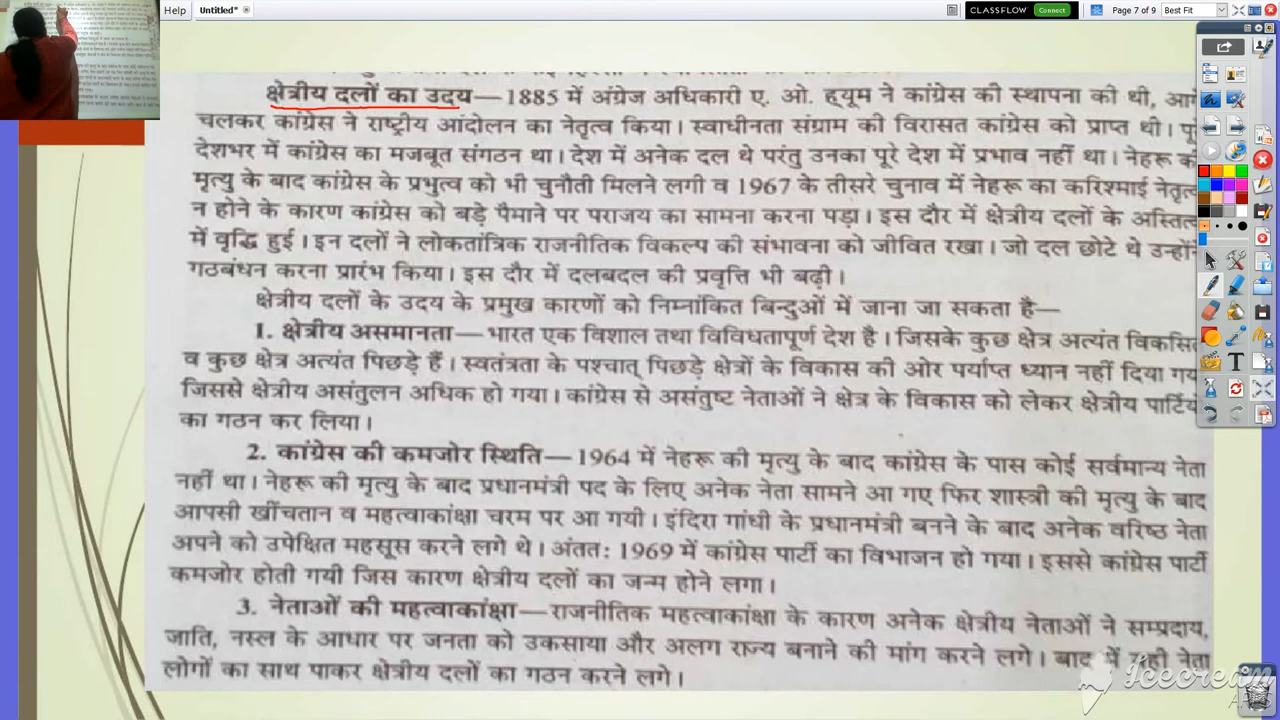 Help
Untitled*
CLASSFLOW
Connect
Page 7 of 9
Best Fit
क्षेत्रीय दलों का उदय— 1885 में अंग्रेज अधिकारी ए. ओ. ह्यूम ने कांग्रेस की स्थापना की थी, आगे
चलकर कांग्रेस ने राष्ट्रीय आंदोलन का नेतृत्व किया। स्वाधीनता संग्राम की विरासत कांग्रेस को प्राप्त थी।
देशभर में कांग्रेस का मजबूत संगठन था। देश में अनेक दल थे परंतु उनका पूरे देश में प्रभाव नहीं था। नेहरू
मृत्यु के बाद कांग्रेस के प्रभुत्व को भी चुनौती मिलने लगी व 1967 के तीसरे चुनाव में नेहरू का करिश्माई नेतृत्व
न होने के कारण कांग्रेस को बड़े पैमाने पर पराजय का सामना करना पड़ा। इस दौर में क्षेत्रीय दलों के अस्तित्व
में वृद्धि हुई। इन दलों ने लोकतांत्रिक राजनीतिक विकल्प की संभावना को जीवित रखा। जो दल छोटे थे उन्होंने
गठबंधन करना प्रारंभ किया। इस दौर में दलबदल की प्रवृत्ति भी बढ़ी।
क्षेत्रीय दलों के उदय के प्रमुख कारणों को निम्नांकित बिन्दुओं में जाना जा सकता है—
1. क्षेत्रीय असमानता— भारत एक विशाल तथा विविधतापूर्ण देश है। जिसके कुछ क्षेत्र अत्यंत विकसित
व कुछ क्षेत्र अत्यंत पिछड़े हैं। स्वतंत्रता के पश्चात् पिछड़े क्षेत्रों के विकास की ओर पर्याप्त ध्यान नहीं दिया गया
जिससे क्षेत्रीय असंतुलन अधिक हो गया। कांग्रेस से असंतुष्ट नेताओं ने क्षेत्र के विकास को लेकर क्षेत्रीय पार्टियों
का गठन कर लिया।
2. कांग्रेस की कमजोर स्थिति— 1964 में नेहरू की मृत्यु के बाद कांग्रेस के पास कोई सर्वमान्य नेता
नहीं था। नेहरू की मृत्यु के बाद प्रधानमंत्री पद के लिए अनेक नेता सामने आ गए फिर शास्त्री की मृत्यु के बाद
आपसी खींचतान व महत्वाकांक्षा चरम पर आ गयी। इंदिरा गांधी के प्रधानमंत्री बनने के बाद अनेक वरिष्ठ नेता
अपने को उपेक्षित महसूस करने लगे थे। अंततः 1969 में कांग्रेस पार्टी का विभाजन हो गया। इससे कांग्रेस पार्टी
कमजोर होती गयी जिस कारण क्षेत्रीय दलों का जन्म होने लगा।
3. नेताओं की महत्वाकांक्षा— राजनीतिक महत्वाकांक्षा के कारण अनेक क्षेत्रीय नेताओं ने सम्प्रदाय,
जाति, नस्ल के आधार पर जनता को उकसाया और अलग राज्य बनाने की मांग करने लगे। बाद में यही नेता
लोगों का साथ पाकर क्षेत्रीय दलों का गठन करने लगे।
Icecream
APPS